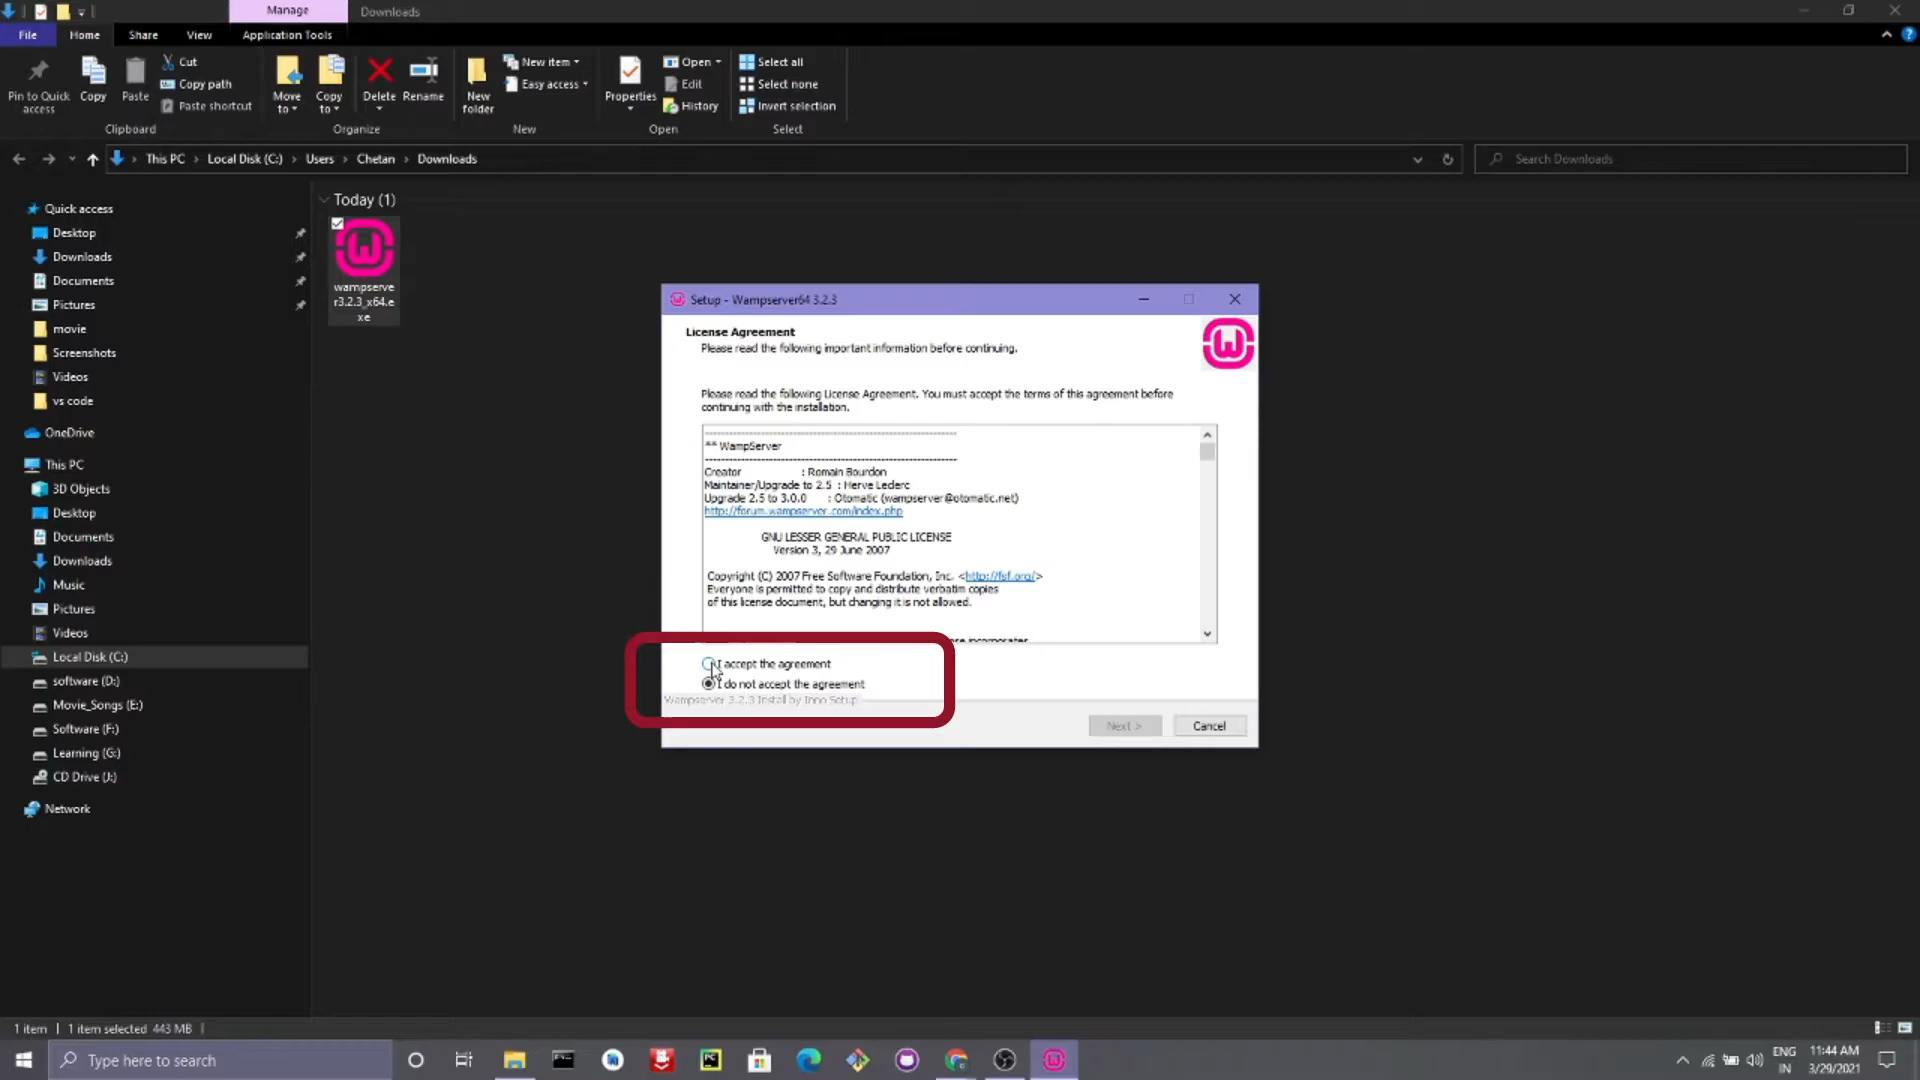 Manage
Downloads
File
Home
Share
View
Application Tools
Pin to Quick
access
Copy
Paste
Cut
Copy path
Paste shortcut
Clipboard
Move
to
Copy
to
Delete
Rename
Organize
New
folder
New item
Easy access
New
Properties
Open
Edit
History
Open
Select all
Select none
Invert selection
Select
This PC
Local Disk (C:)
Users
Chetan
Downloads
Search Downloads
Quick access
Desktop
Downloads
Documents
Pictures
movie
Screenshots
Videos
vs code
OneDrive
This PC
3D Objects
Desktop
Documents
Downloads
Music
Pictures
Videos
Local Disk (C:)
software (D:)
Movie_Songs (E:)
Software (F:)
Learning (G:)
CD Drive (J:)
Network
Today (1)
wampserve
r3.2.3_x64.e
xe
Setup - Wampserver64 3.2.3
License Agreement
Please read the following important information before continuing.
Please read the following License Agreement. You must accept the terms of this agreement before
continuing with the installation.
** WampServer
Creator : Romain Bourdon
Maintainer/Upgrade to 2.5 : Herve Leclerc
Upgrade 2.5 to 3.0.0 : Otomatic (wampserver@otomatic.net)
http://forum.wampserver.com/index.php
GNU LESSER GENERAL PUBLIC LICENSE
Version 3, 29 June 2007
Copyright (C) 2007 Free Software Foundation, Inc. <http://fsf.org/>
Everyone is permitted to copy and distribute verbatim copies
of this license document, but changing it is not allowed.
I accept the agreement
I do not accept the agreement
Wampserver 3.2.3 Install by Inno Setup
Next >
Cancel
1 item
1 item selected 443 MB
Type here to search
ENG
IN
11:44 AM
3/29/2021